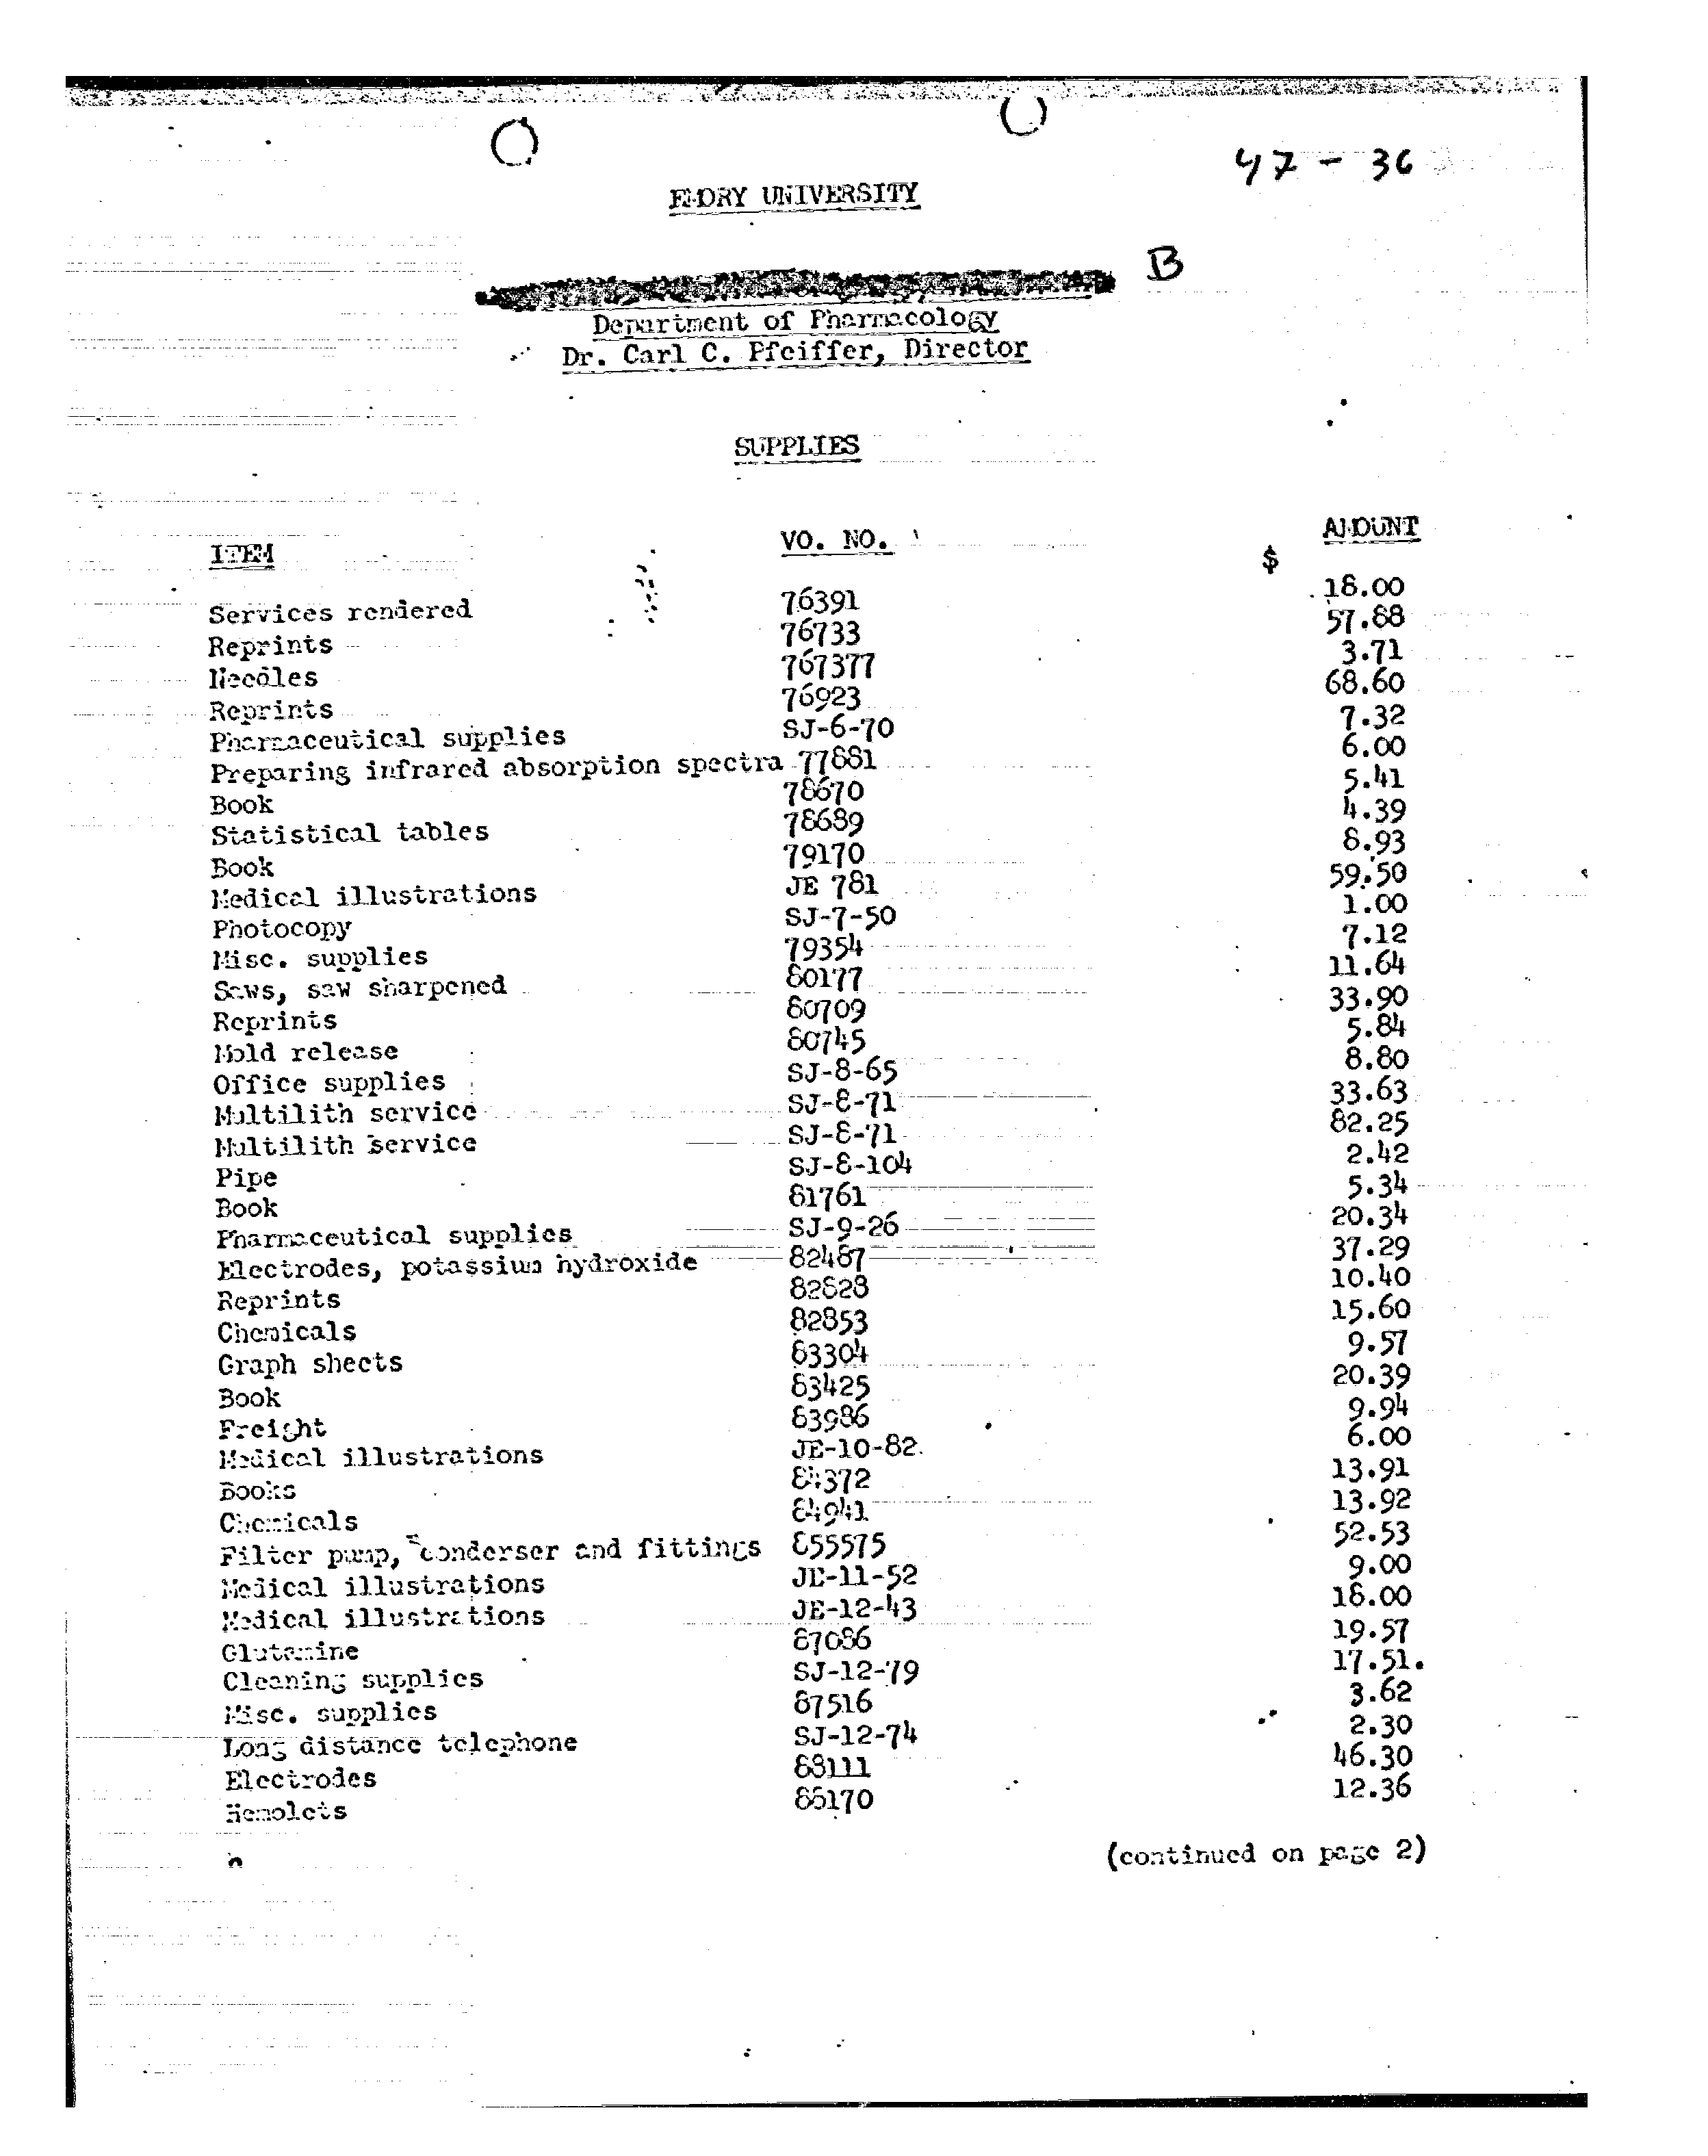 47 - 36
EMORY UNIVERSITY
B
Department of Pharmacology
Dr. Carl C. Pfeiffer, Director
SUPPLIES
ITEM VO. NO. AMOUNT
$
Services rendered 76391 18.00
Reprints 76733 57.88
Needles 767377 3.71
Reprints 76923 68.60
Pharmaceutical supplies SJ-6-70 7.32
Preparing infrared absorption spectra 77881 6.00
Book 78670 5.41
Statistical tables 78689 4.39
Book 79170 8.93
Medical illustrations JE 781 59.50
Photocopy SJ-7-50 1.00
Misc. supplies 79354 7.12
Saws, saw sharpened 80177 11.64
Reprints 80709 33.90
Mold release 80745 5.84
Office supplies SJ-8-65 8.80
Multilith service SJ-8-71 33.63
Multilith service SJ-8-71 82.25
Pipe SJ-8-104 2.42
Book 81761 5.34
Pharmaceutical supplies SJ-9-26 20.34
Electrodes, potassium hydroxide 82487 37.29
Reprints 82828 10.40
Chemicals 82853 15.60
Graph sheets 83304 9.57
Book 83425 20.39
Freight 83986 9.94
Medical illustrations JE-10-82 6.00
Books 84372 13.91
Chemicals 84941 13.92
Filter pump, conderser and fittings 855575 52.53
Medical illustrations JE-11-52 9.00
Medical illustrations JE-12-43 18.00
Glutamine 87086 19.57
Cleaning supplies SJ-12-79 17.51
Misc. supplies 87516 3.62
Long distance telephone SJ-12-74 2.30
Electrodes 88111 46.30
Hemolets 88170 12.36
(continued on page 2)